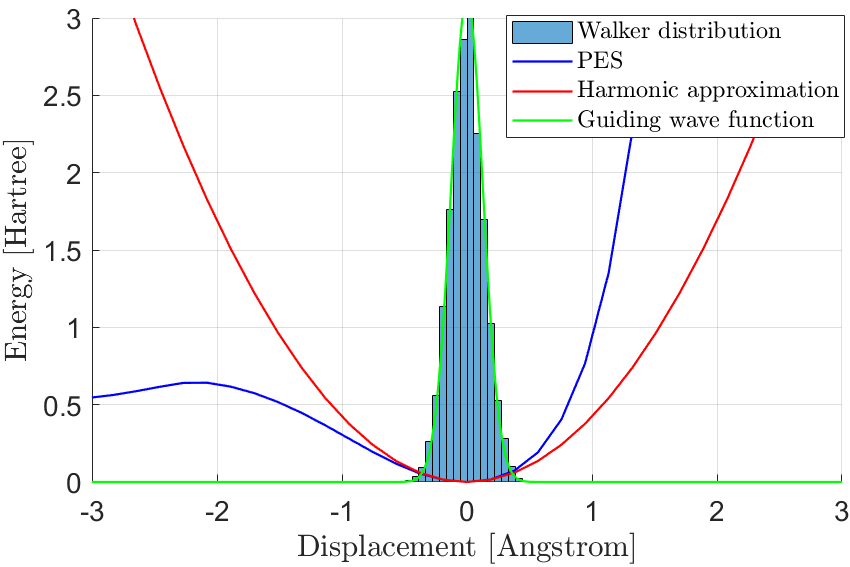 Walker distribution
PES
Harmonic approximation
Guiding wave function
3
2.5
2
1.5
1
0.5
0
Energy [Hartree]
-3
-2
-1
0
1
2
3
Displacement [Angstrom]